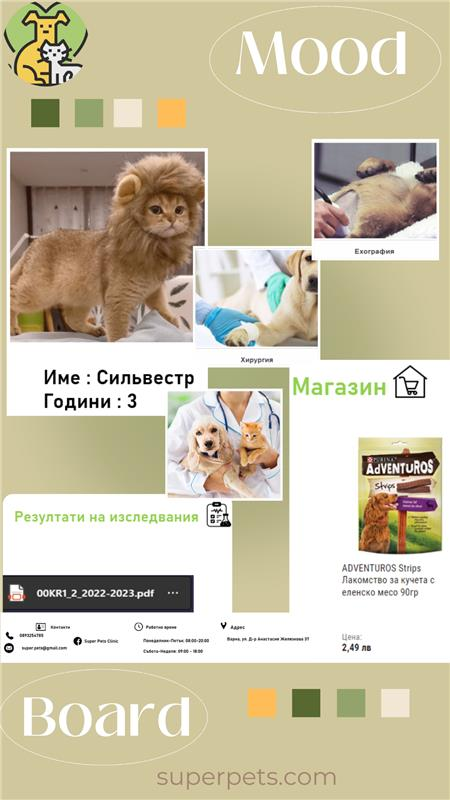 Mood
Ехография
Хирургия
Име : Силвестр
Години : 3
Магазин
PURINA
ADVENTUROS
Strips
Резултати на изследвания
ADVENTUROS Strips
Лакомство за кучета с
еленско месо 90гр
00KR1_2_2022-2023.pdf
Цена:
2,49 лв
Контакти
0893254785
super.pets@gmail.com
Super Pets Clinic
Работно време
Понеделник-Петък: 08:00-20:00
Събота-Неделя: 09:00 - 18:00
Адрес
Варна, ул. Д-р Анастасия Желязкова 37
Board
superpets.com